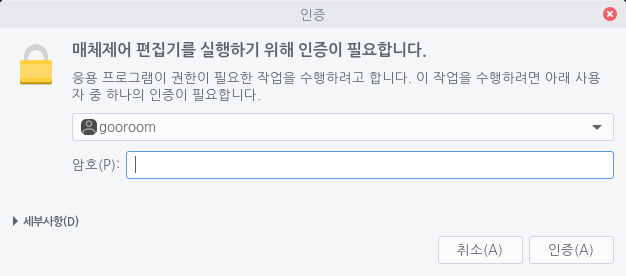 인증
매체제어 편집기를 실행하기 위해 인증이 필요합니다.
응용 프로그램이 권한이 필요한 작업을 수행하려고 합니다. 이 작업을 수행하려면 아래 사용
자 중 하나의 인증이 필요합니다.
gooroom
암호(P):
세부사항(D)
취소(A) 인증(A)